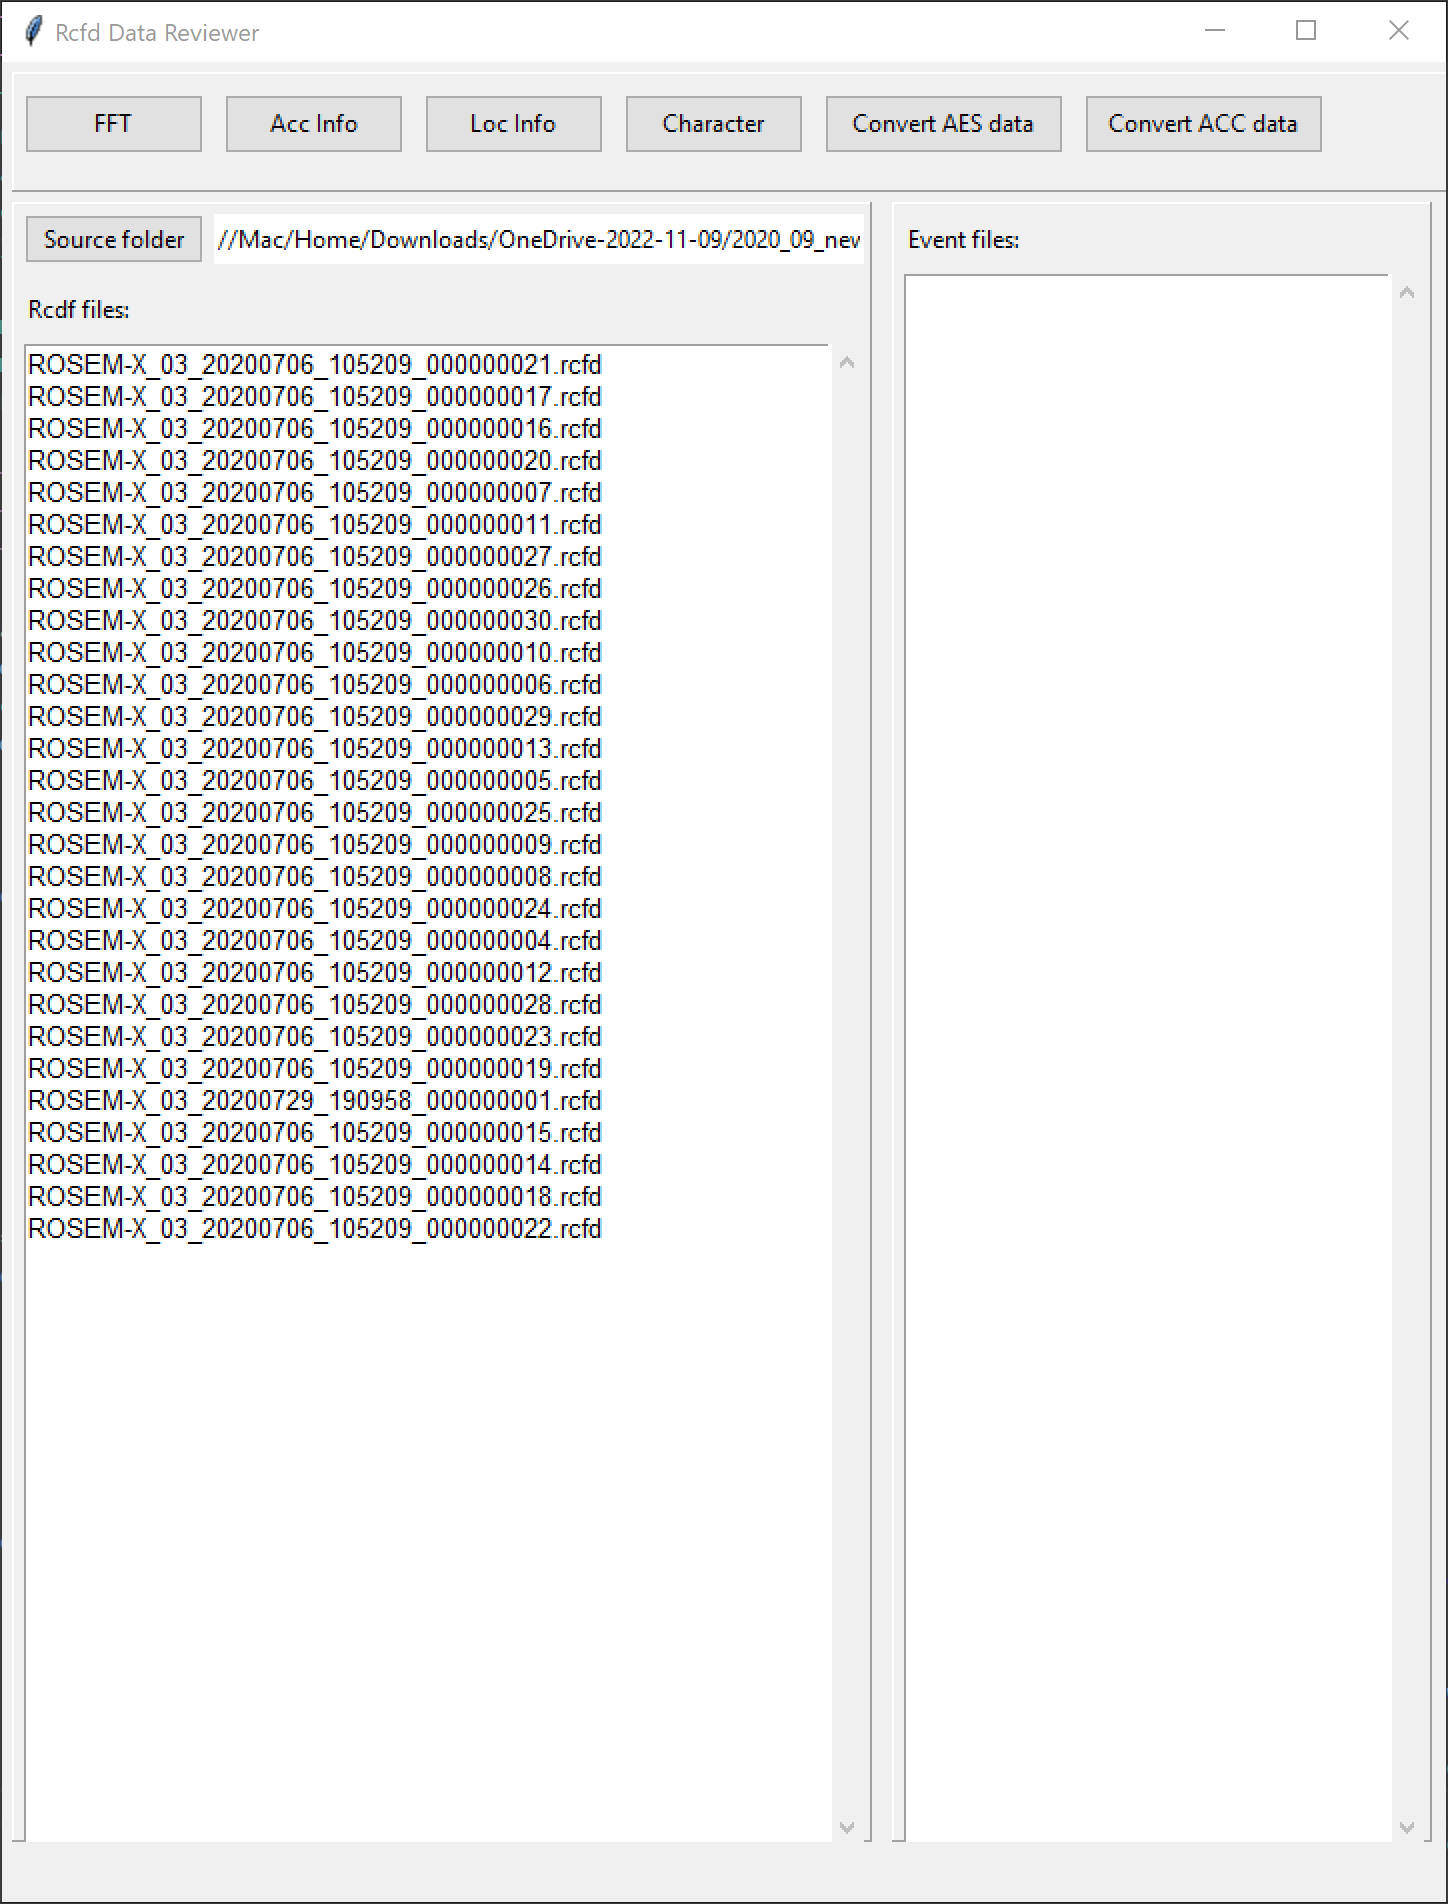 Rcfd Data Reviewer
FFT Acc Info Loc Info Character Convert AES data Convert ACC data
Source folder //Mac/Home/Downloads/OneDrive-2022-11-09/2020_09_new
Rcdf files:
ROSEM-X_03_20200706_105209_000000021.rcfd
ROSEM-X_03_20200706_105209_000000017.rcfd
ROSEM-X_03_20200706_105209_000000016.rcfd
ROSEM-X_03_20200706_105209_000000020.rcfd
ROSEM-X_03_20200706_105209_000000007.rcfd
ROSEM-X_03_20200706_105209_000000011.rcfd
ROSEM-X_03_20200706_105209_000000027.rcfd
ROSEM-X_03_20200706_105209_000000026.rcfd
ROSEM-X_03_20200706_105209_000000030.rcfd
ROSEM-X_03_20200706_105209_000000010.rcfd
ROSEM-X_03_20200706_105209_000000006.rcfd
ROSEM-X_03_20200706_105209_000000029.rcfd
ROSEM-X_03_20200706_105209_000000013.rcfd
ROSEM-X_03_20200706_105209_000000005.rcfd
ROSEM-X_03_20200706_105209_000000025.rcfd
ROSEM-X_03_20200706_105209_000000009.rcfd
ROSEM-X_03_20200706_105209_000000008.rcfd
ROSEM-X_03_20200706_105209_000000024.rcfd
ROSEM-X_03_20200706_105209_000000004.rcfd
ROSEM-X_03_20200706_105209_000000012.rcfd
ROSEM-X_03_20200706_105209_000000028.rcfd
ROSEM-X_03_20200706_105209_000000023.rcfd
ROSEM-X_03_20200706_105209_000000019.rcfd
ROSEM-X_03_20200729_190958_000000001.rcfd
ROSEM-X_03_20200706_105209_000000015.rcfd
ROSEM-X_03_20200706_105209_000000014.rcfd
ROSEM-X_03_20200706_105209_000000018.rcfd
ROSEM-X_03_20200706_105209_000000022.rcfd
Event files: